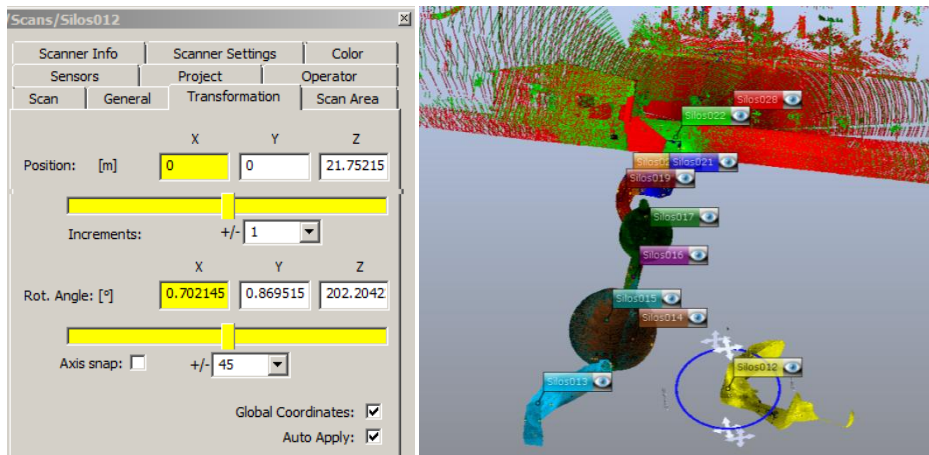 /Scans/Silos012
Scanner Info Scanner Settings Color
Sensors Project Operator
Scan General Transformation Scan Area
X Y Z
Position: [m] 0 0 21.75215
Increments: +/- 1
X Y Z
Rot. Angle: [°] 0.702145 0.869515 202.2042
Axis snap: +/- 45
Global Coordinates:
Auto Apply:
Silos028
Silos022
Silos021
Silos019
Silos017
Silos016
Silos015
Silos014
Silos012
Silos013